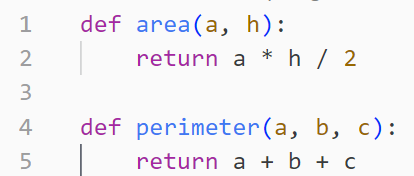 1 def area(a, h):
2     return a * h / 2
3
4 def perimeter(a, b, c):
5     return a + b + c